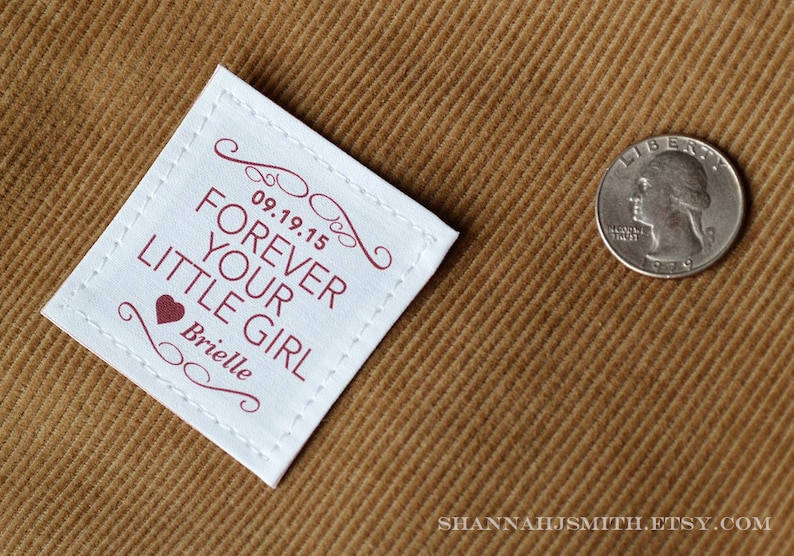 09.19.15
FOREVER
YOUR
LITTLE GIRL
Brielle
LIBERTY
IN GOD WE
TRUST
1979
SHANNAHJSMITH.ETSY.COM